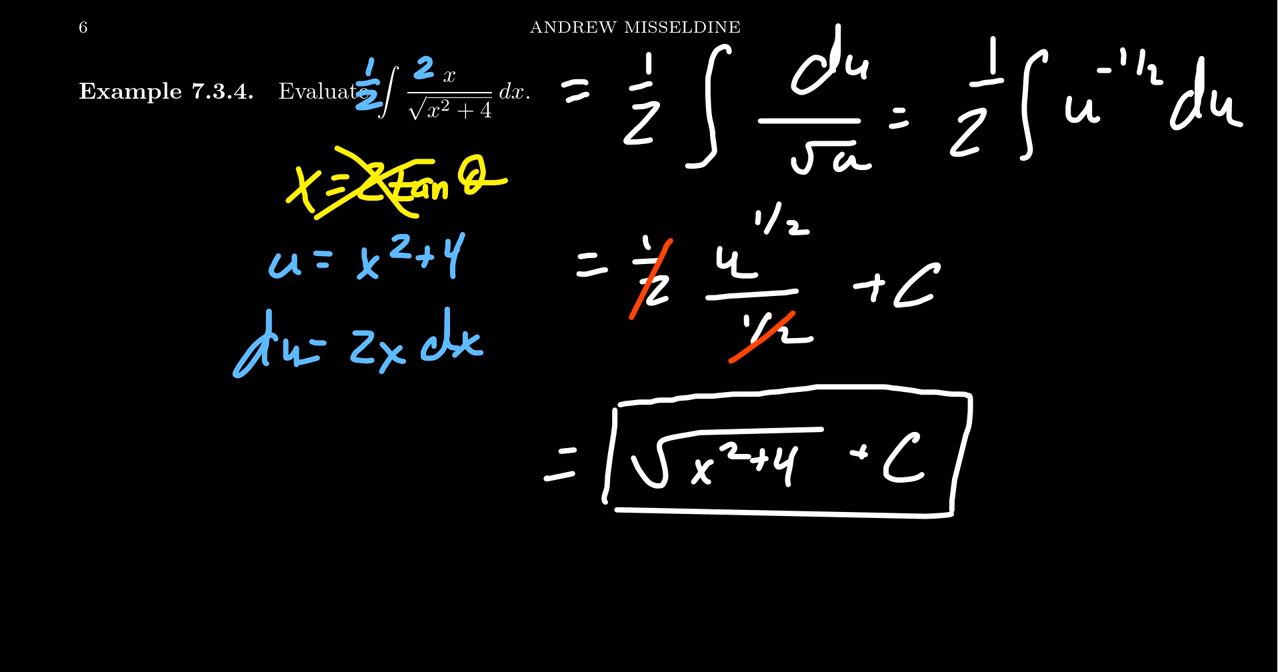 6 ANDREW MISSELDINE
Example 7.3.4. Evaluate 1/2 ∫ 2 x/√(x² + 4) dx. = 1/2 ∫ du/√u = 1/2 ∫ u^(-1/2) du
x = 2 tan θ
u = x² + 4
= 1/2 u^(1/2)/(1/2) + C
du = 2x dx
= √(x² + 4) + C